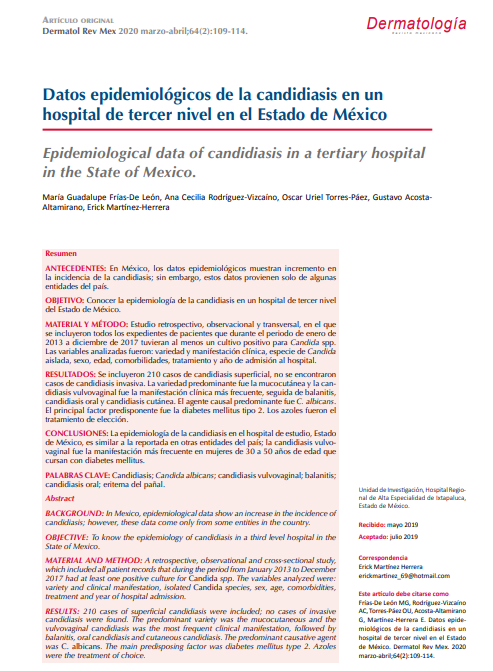 ARTÍCULO ORIGINAL
Dermatol Rev Mex 2020 marzo-abril;64(2):109-114.
Dermatología
REVISTA MEXICANA
Datos epidemiológicos de la candidiasis en un
hospital de tercer nivel en el Estado de México
Epidemiological data of candidiasis in a tertiary hospital
in the State of Mexico.
María Guadalupe Frías-De León, Ana Cecilia Rodríguez-Vizcaíno, Oscar Uriel Torres-Páez, Gustavo Acosta-
Altamirano, Erick Martínez-Herrera
Resumen
ANTECEDENTES: En México, los datos epidemiológicos muestran incremento en
la incidencia de la candidiasis; sin embargo, estos datos provienen solo de algunas
entidades del país.
OBJETIVO: Conocer la epidemiología de la candidiasis en un hospital de tercer nivel
del Estado de México.
MATERIAL Y MÉTODO: Estudio retrospectivo, observacional y transversal, en el que
se incluyeron todos los expedientes de pacientes que durante el periodo de enero de
2013 a diciembre de 2017 tuvieran al menos un cultivo positivo para Candida spp.
Las variables analizadas fueron: variedad y manifestación clínica, especie de Candida
aislada, sexo, edad, comorbilidades, tratamiento y año de admisión al hospital.
RESULTADOS: Se incluyeron 210 casos de candidiasis superficial, no se encontraron
casos de candidiasis invasiva. La variedad predominante fue la mucocutánea y la can-
didiasis vulvovaginal fue la manifestación clínica más frecuente, seguida de balanitis,
candidiasis oral y candidiasis cutánea. El agente causal predominante fue C. albicans.
El principal factor predisponente fue la diabetes mellitus tipo 2. Los azoles fueron el
tratamiento de elección.
CONCLUSIONES: La epidemiología de la candidiasis en el hospital de estudio, Estado
de México, es similar a la reportada en otras entidades del país; la candidiasis vulvo-
vaginal fue la manifestación más frecuente en mujeres de 30 a 50 años de edad que
cursan con diabetes mellitus.
PALABRAS CLAVE: Candidiasis; Candida albicans; candidiasis vulvovaginal; balanitis;
candidiasis oral; eritema del pañal.
Abstract
BACKGROUND: In Mexico, epidemiological data show an increase in the incidence of
candidiasis; however, these data come only from some entities in the country.
OBJECTIVE: To know the epidemiology of candidiasis in a third level hospital in the
State of Mexico.
MATERIAL AND METHOD: A retrospective, observational and cross-sectional study,
which included all patient records that during the period from January 2013 to December
2017 had at least one positive culture for Candida spp. The variables analyzed were:
variety and clinical manifestation, isolated Candida species, sex, age, comorbidities,
treatment and year of hospital admission.
RESULTS: 210 cases of superficial candidiasis were included; no cases of invasive
candidiasis were found. The predominant variety was the mucocutaneous and the
vulvovaginal candidiasis was the most frequent clinical manifestation, followed by
balanitis, oral candidiasis and cutaneous candidiasis. The predominant causative agent
was C. albicans. The main predisposing factor was diabetes mellitus type 2. Azoles
were the treatment of choice.
Unidad de Investigación, Hospital Regio-
nal de Alta Especialidad de Ixtapaluca,
Estado de México.
Recibido: mayo 2019
Aceptado: julio 2019
Correspondencia
Erick Martínez Herrera
erickmartinez_69@hotmail.com
Este artículo debe citarse como
Frías-De León MG, Rodríguez-Vizcaíno
AC, Torres-Páez OU, Acosta-Altamirano
G, Martínez-Herrera E. Datos epide-
miológicos de la candidiasis en un
hospital de tercer nivel en el Estado
de México. Dermatol Rev Mex. 2020
marzo-abril;64(2):109-114.